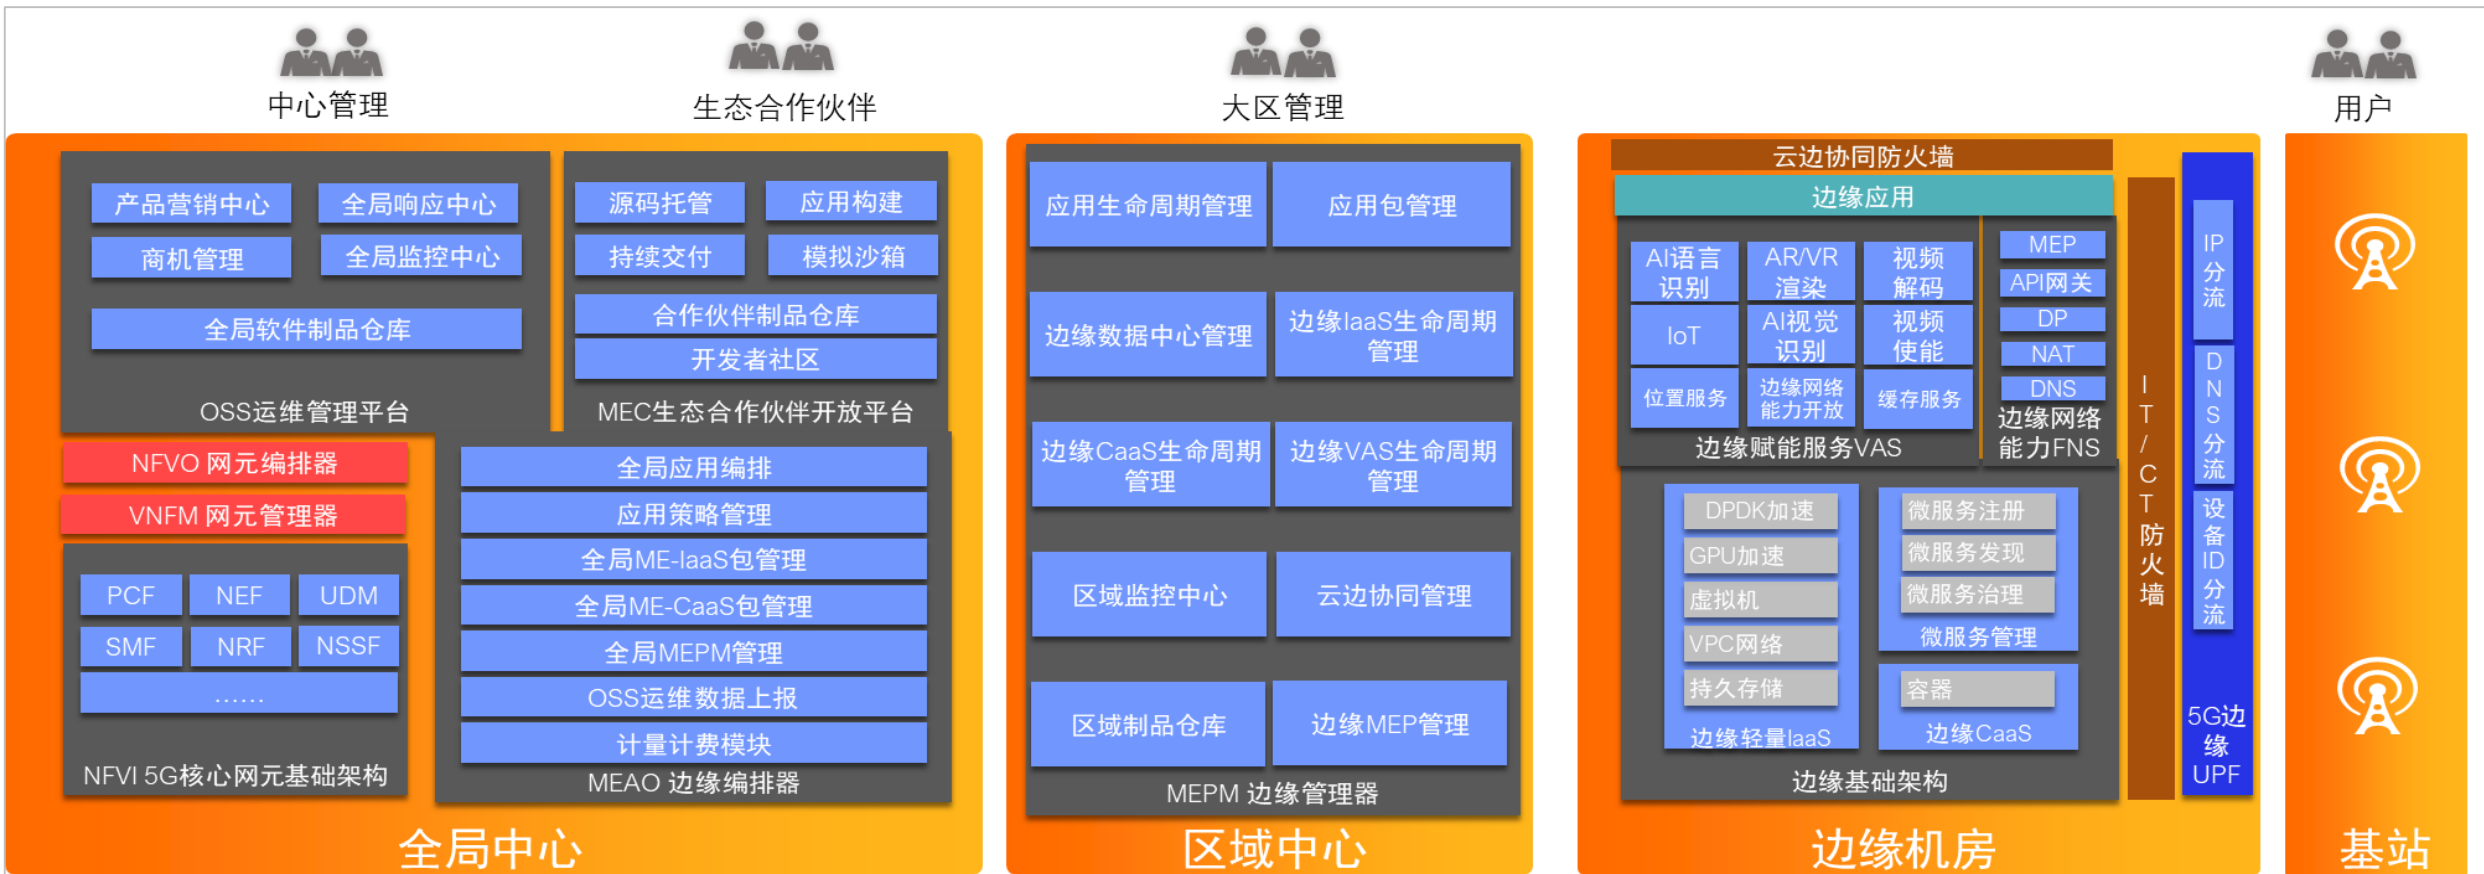 中心管理
生态合作伙伴
大区管理
用户
产品营销中心
全局响应中心
商机管理
全局监控中心
全局软件制品仓库
OSS运维管理平台
源码托管
应用构建
持续交付
模拟沙箱
合作伙伴制品仓库
开发者社区
MEC生态合作伙伴开放平台
NFVO 网元编排器
VNFM 网元管理器
PCF
NEF
UDM
SMF
NRF
NSSF
......
NFVI 5G核心网元基础架构
全局应用编排
应用策略管理
全局ME-IaaS包管理
全局ME-CaaS包管理
全局MEPM管理
OSS运维数据上报
计量计费模块
MEAO 边缘编排器
全局中心
应用生命周期管理
应用包管理
边缘数据中心管理
边缘IaaS生命周期
管理
边缘CaaS生命周期
管理
边缘VAS生命周期
管理
区域监控中心
云边协同管理
区域制品仓库
边缘MEP管理
MEPM 边缘管理器
区域中心
云边协同防火墙
边缘应用
AI语言
识别
AR/VR
渲染
视频
解码
IoT
AI视觉
识别
视频
使能
位置服务
边缘网络
能力开放
缓存服务
边缘赋能服务VAS
MEP
API网关
DP
NAT
DNS
边缘网络
能力FNS
DPDK加速
GPU加速
虚拟机
VPC网络
持久存储
边缘轻量IaaS
微服务注册
微服务发现
微服务治理
微服务管理
容器
边缘CaaS
边缘基础架构
IT/CT防火墙
IP分流
DNS分流
设备ID分流
5G边
缘
UPF
边缘机房
基站